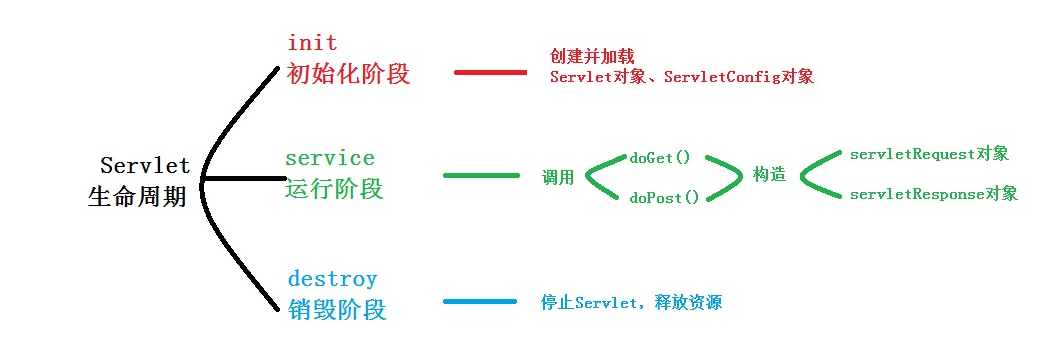 Servlet
生命周期
init
初始化阶段
创建并加载
Servlet对象、ServletConfig对象
service
运行阶段
调用
doGet()
doPost()
构造
servletRequest对象
servletResponse对象
destroy
销毁阶段
停止Servlet，释放资源